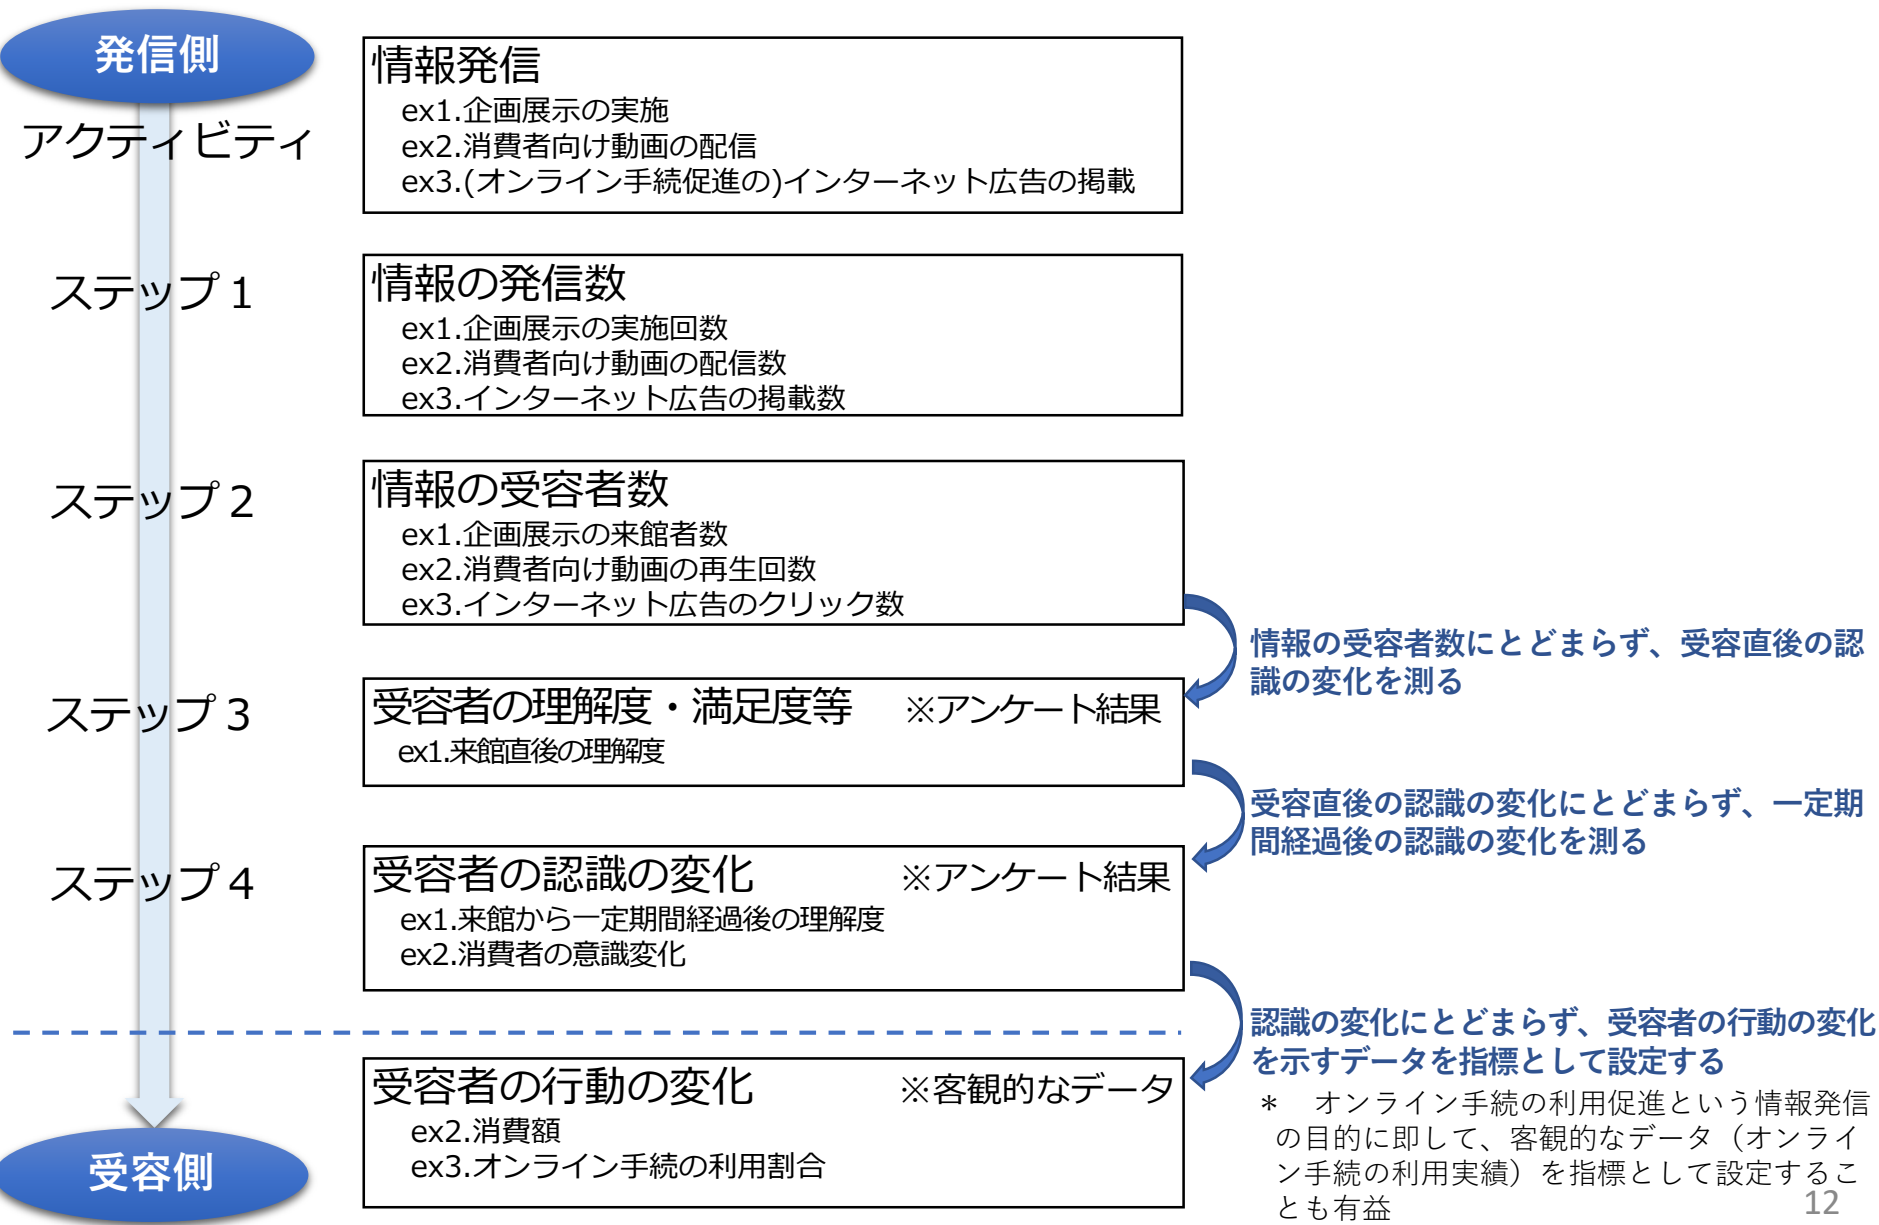 発信側
アクティビティ
情報発信
ex1.企画展示の実施
ex2.消費者向け動画の配信
ex3.(オンライン手続促進の)インターネット広告の掲載
ステップ1
情報の発信数
ex1.企画展示の実施回数
ex2.消費者向け動画の配信数
ex3.インターネット広告の掲載数
ステップ2
情報の受容者数
ex1.企画展示の来館者数
ex2.消費者向け動画の再生回数
ex3.インターネット広告のクリック数
情報の受容者数にとどまらず、受容直後の認
識の変化を測る
ステップ3
受容者の理解度・満足度等 ※アンケート結果
ex1.来館直後の理解度
受容直後の認識の変化にとどまらず、一定期
間経過後の認識の変化を測る
ステップ4
受容者の認識の変化 ※アンケート結果
ex1.来館から一定期間経過後の理解度
ex2.消費者の意識変化
認識の変化にとどまらず、受容者の行動の変化
を示すデータを指標として設定する
受容者の行動の変化 ※客観的なデータ
ex2.消費額
ex3.オンライン手続の利用割合
＊ オンライン手続の利用促進という情報発信
の目的に即して、客観的なデータ（オンライ
ン手続の利用実績）を指標として設定するこ
とも有益
受容側
12